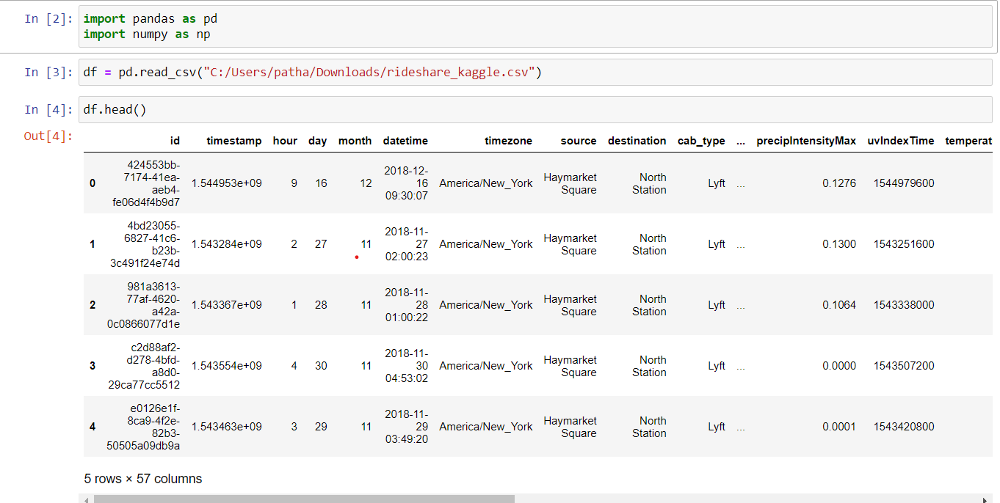 In [2]: import pandas as pd
import numpy as np
In [3]: df = pd.read_csv("C:/Users/patha/Downloads/rideshare_kaggle.csv")
In [4]: df.head()
Out[4]:
id timestamp hour day month datetime timezone source destination cab_type ... precipIntensityMax uvIndexTime temperat
0 424553bb-7174-41ea-aeb4-fe06d4f4b9d7 1.544953e+09 9 16 12 2018-12-16 09:30:07 America/New_York Haymarket Square North Station Lyft ... 0.1276 1544979600
1 4bd23055-6827-41c6-b23b-3c491f24e74d 1.543284e+09 2 27 11 2018-11-27 02:00:23 America/New_York Haymarket Square North Station Lyft ... 0.1300 1543251600
2 981a3613-77af-4620-a42a-0c0866077d1e 1.543367e+09 1 28 11 2018-11-28 01:00:22 America/New_York Haymarket Square North Station Lyft ... 0.1064 1543338000
3 c2d88af2-d278-4bfd-a8d0-29ca77cc5512 1.543554e+09 4 30 11 2018-11-30 04:53:02 America/New_York Haymarket Square North Station Lyft ... 0.0000 1543507200
4 e0126e1f-8ca9-4f2e-82b3-50505a09db9a 1.543463e+09 3 29 11 2018-11-29 03:49:20 America/New_York Haymarket Square North Station Lyft ... 0.0001 1543420800
5 rows × 57 columns